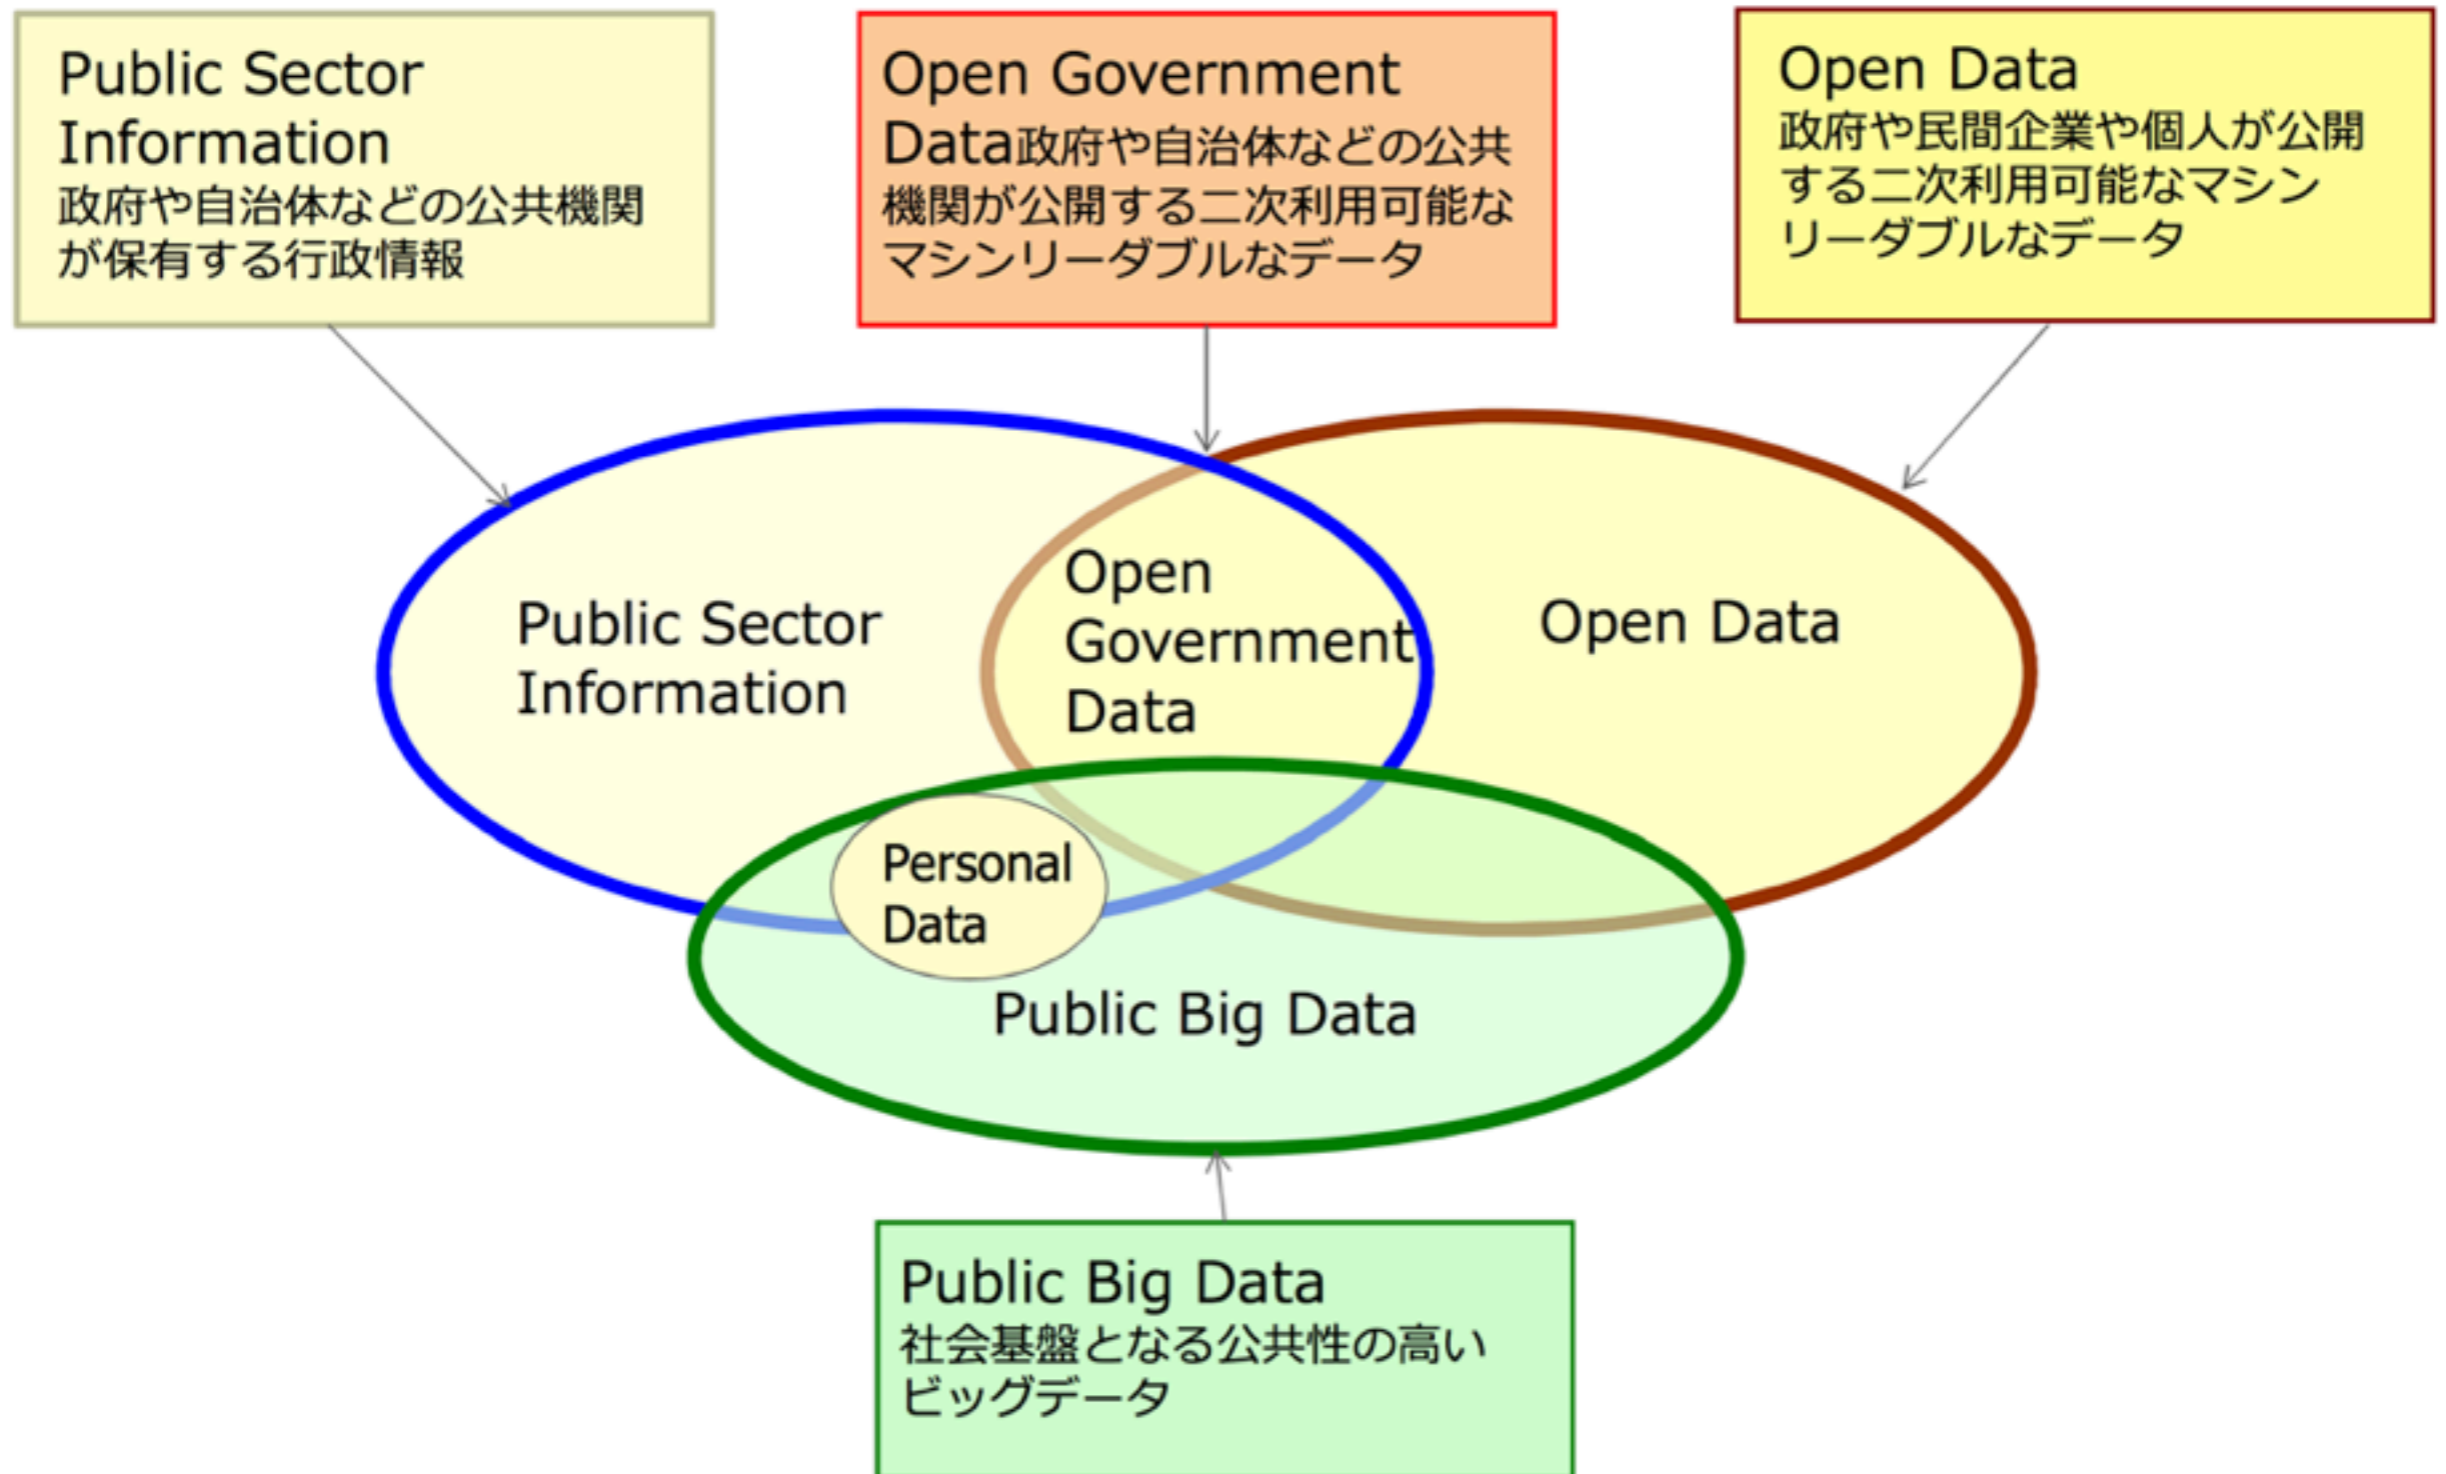 Public Sector
Information
政府や自治体などの公共機関
が保有する行政情報
Open Government
Data政府や自治体などの公共
機関が公開する二次利用可能な
マシンリーダブルなデータ
Open Data
政府や民間企業や個人が公開
する二次利用可能なマシン
リーダブルなデータ
Public Sector
Information
Open
Government
Data
Open Data
Personal
Data
Public Big Data
Public Big Data
社会基盤となる公共性の高い
ビッグデータ